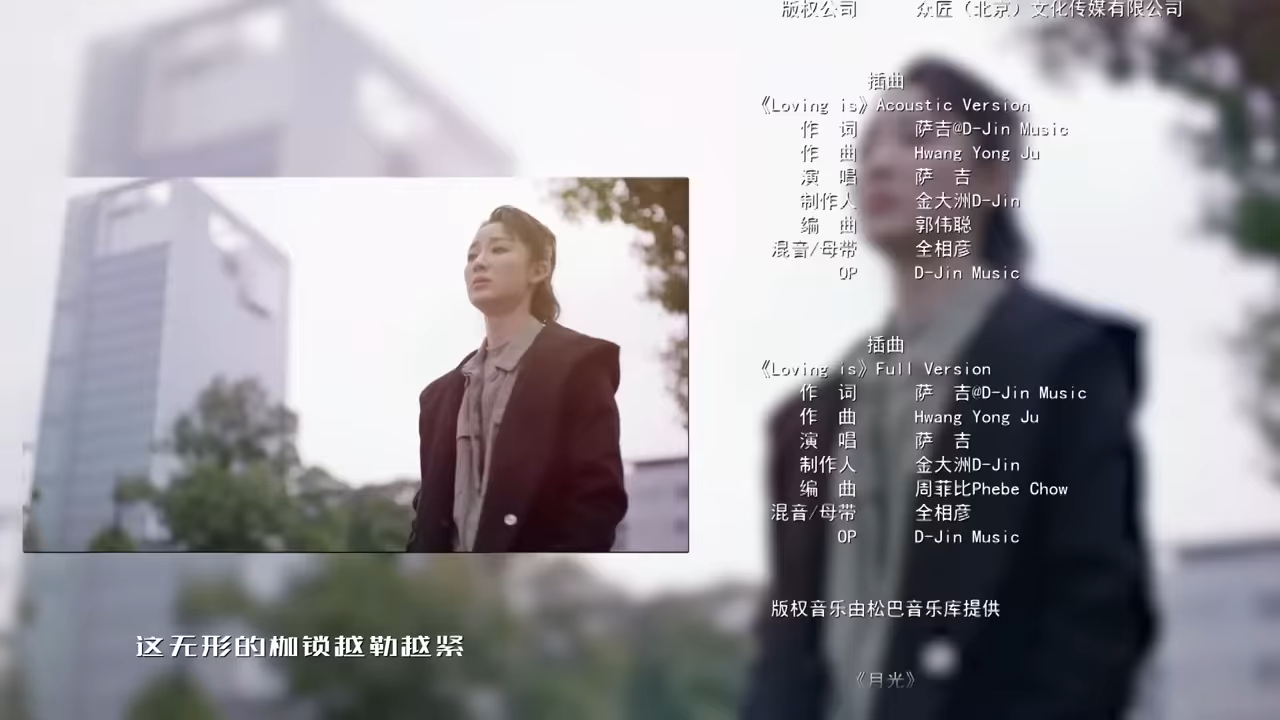 版权公司 众匠（北京）文化传媒有限公司
插曲
《Loving is》Acoustic Version
作 词 萨吉@D-Jin Music
作 曲 Hwang Yong Ju
演 唱 萨 吉
制作人 金大洲D-Jin
编 曲 郭伟聪
混音/母带 全相彦
OP D-Jin Music
插曲
《Loving is》Full Version
作 词 萨 吉@D-Jin Music
作 曲 Hwang Yong Ju
演 唱 萨 吉
制作人 金大洲D-Jin
编 曲 周菲比Phebe Chow
混音/母带 全相彦
OP D-Jin Music
版权音乐由松巴音乐库提供
《月光》
这无形的枷锁越勒越紧